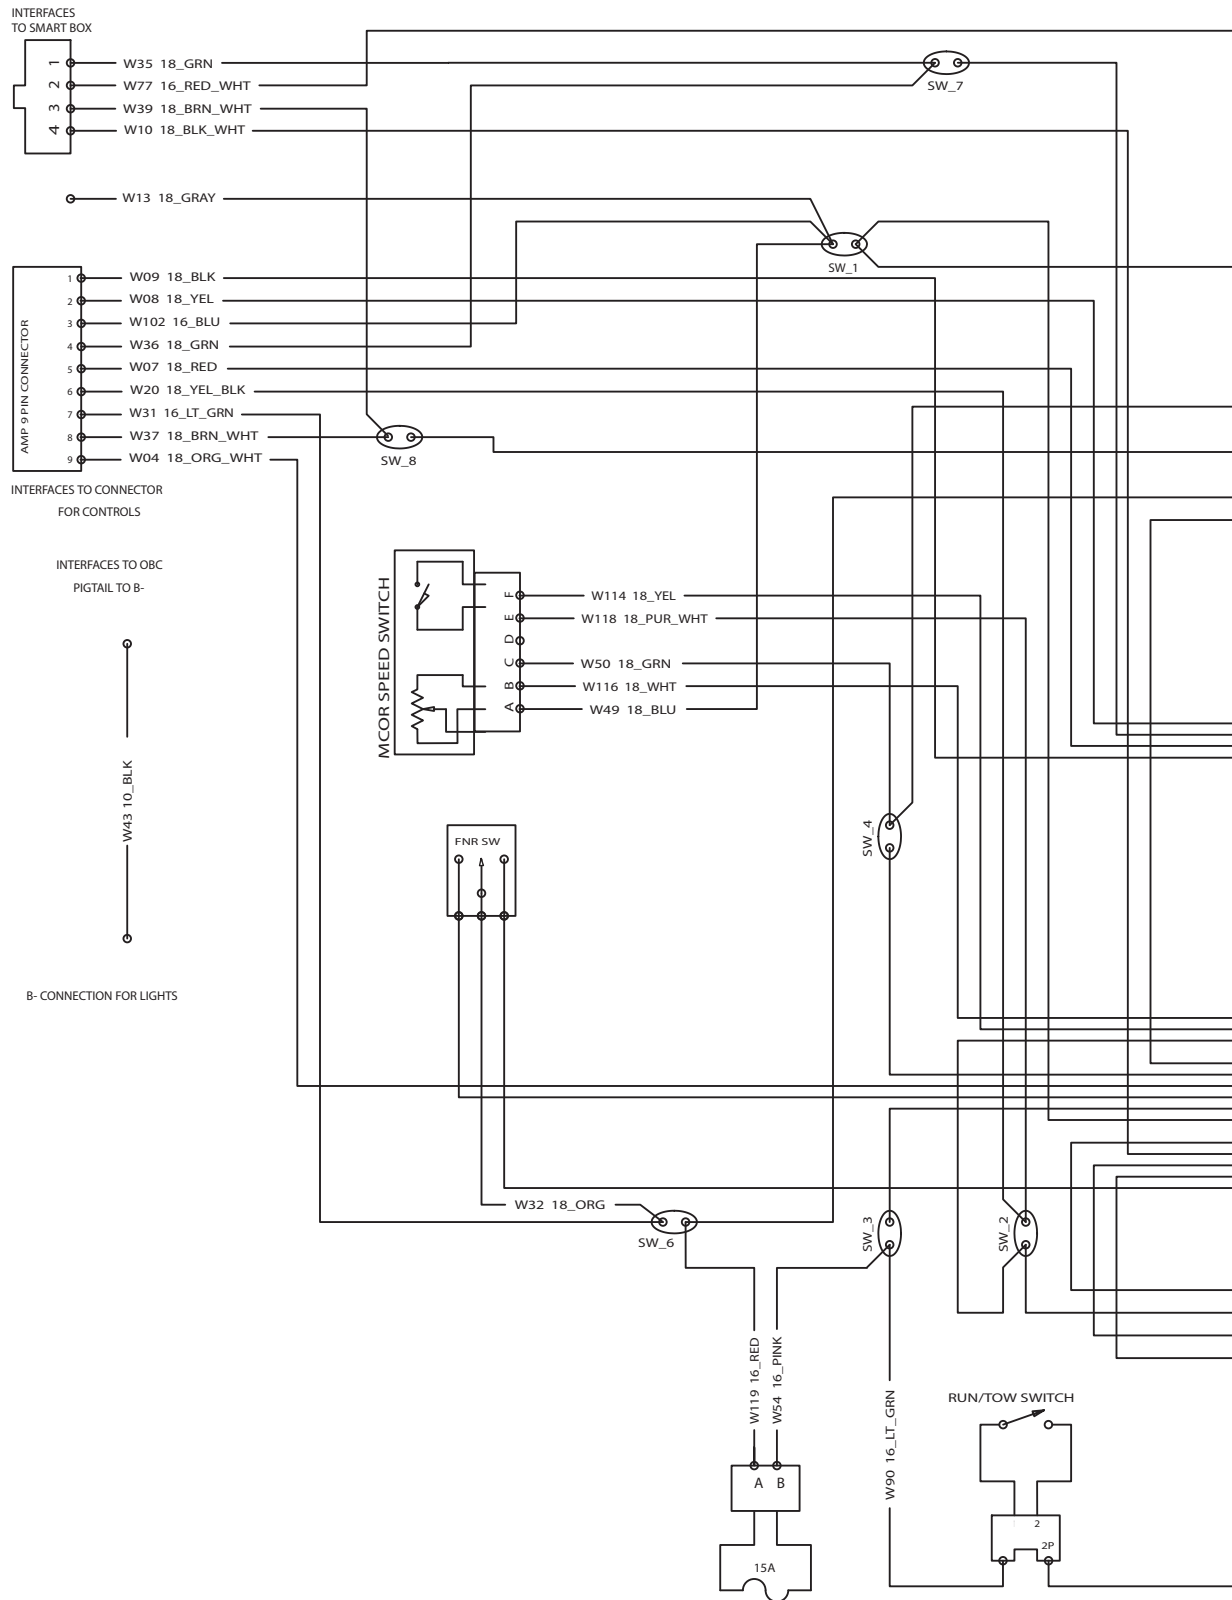 INTERFACES
TO SMART BOX
1
W35 18_GRN
2
W77 16_RED_WHT
3
W39 18_BRN_WHT
4
W10 18_BLK_WHT
SW_7
W13 18_GRAY
SW_1
AMP 9 PIN CONNECTOR
1
W09 18_BLK
2
W08 18_YEL
3
W102 16_BLU
4
W36 18_GRN
5
W07 18_RED
6
W20 18_YEL_BLK
7
W31 16_LT_GRN
8
W37 18_BRN_WHT
9
W04 18_ORG_WHT
SW_8
INTERFACES TO CONNECTOR
FOR CONTROLS
INTERFACES TO OBC
PIGTAIL TO B-
W43 10_BLK
B- CONNECTION FOR LIGHTS
MCOR SPEED SWITCH
F
W114 18_YEL
E
W118 18_PUR_WHT
D
C
W50 18_GRN
B
W116 18_WHT
A
W49 18_BLU
SW_4
FNR SW
W32 18_ORG
SW_6
SW_3
SW_2
W119 16_RED
W54 16_PINK
W90 16_LT_GRN
A B
15A
RUN/TOW SWITCH
2
2P